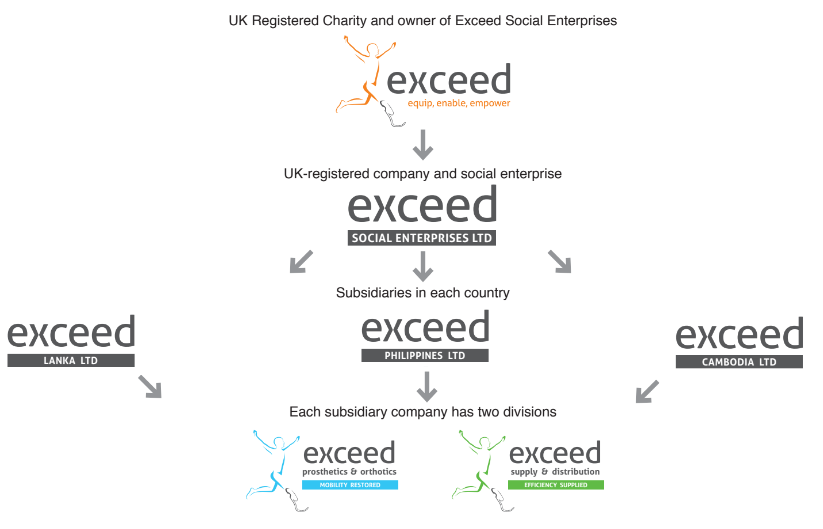 UK Registered Charity and owner of Exceed Social Enterprises
exceed
equip, enable, empower
UK-registered company and social enterprise
exceed
SOCIAL ENTERPRISES LTD
Subsidiaries in each country
exceed
LANKA LTD
exceed
PHILIPPINES LTD
exceed
CAMBODIA LTD
Each subsidiary company has two divisions
exceed
prosthetics & orthotics
MOBILITY RESTORED
exceed
supply & distribution
EFFICIENCY SUPPLIED